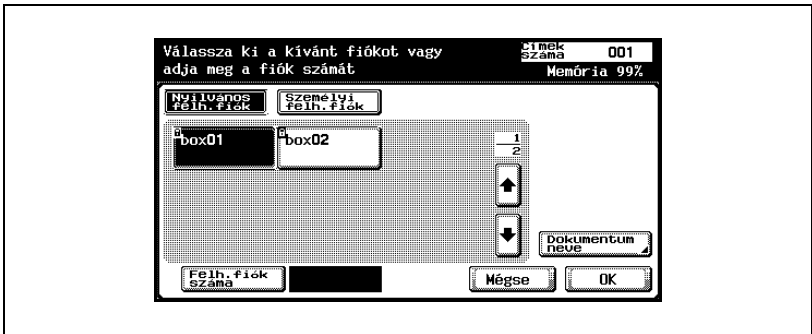 Válassza ki a kívánt fiókot vagy
adja meg a fiók számát
Címek
száma
001
Memória 99%
Nyilvános
felh.fiók
Személyi
felh.fiók
box01
box02
1
2
Dokumentum
neve
Felh.fiók
száma
Mégse
OK